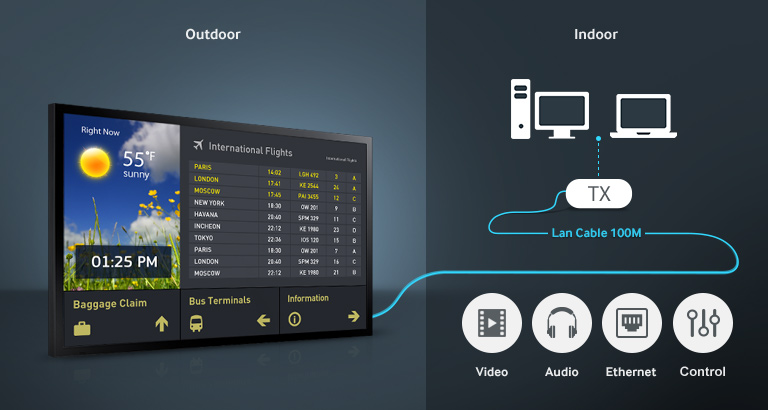 Outdoor
Indoor
Right Now
55°F
sunny
01:25 PM
International Flights
International Flights
PARIS 14:02 LGH 492 3 A
LONDON 17:41 KE 2544 24 A
MOSCOW 17:45 PAI 3455 12 C
NEW YORK 18:30 OW 201 9 B
HAVANA 20:40 SPM 329 11 C
INCHEON 22:12 KE 1980 23 D
TOKYO 22:36 IOS 120 15 B
PARIS 18:30 OW 201 7 A
LONDON 20:40 SPM 329 16 C
MOSCOW 22:12 KE 1980 21 B
Baggage Claim
Bus Terminals
Information
TX
Lan Cable 100M
Video
Audio
Ethernet
Control